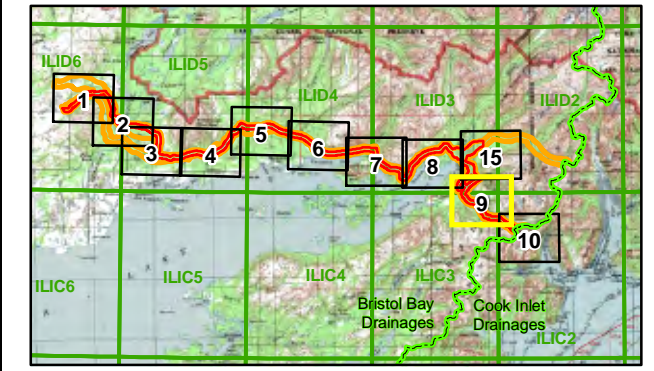 ILID6
ILID5
ILID4
ILID3
ILID2
1
2
3
4
5
6
7
8
15
9
10
L A K E
ILIC6
ILIC5
ILIC4
ILIC3
ILIC2
Bristol Bay
Drainages
Cook Inlet
Drainages